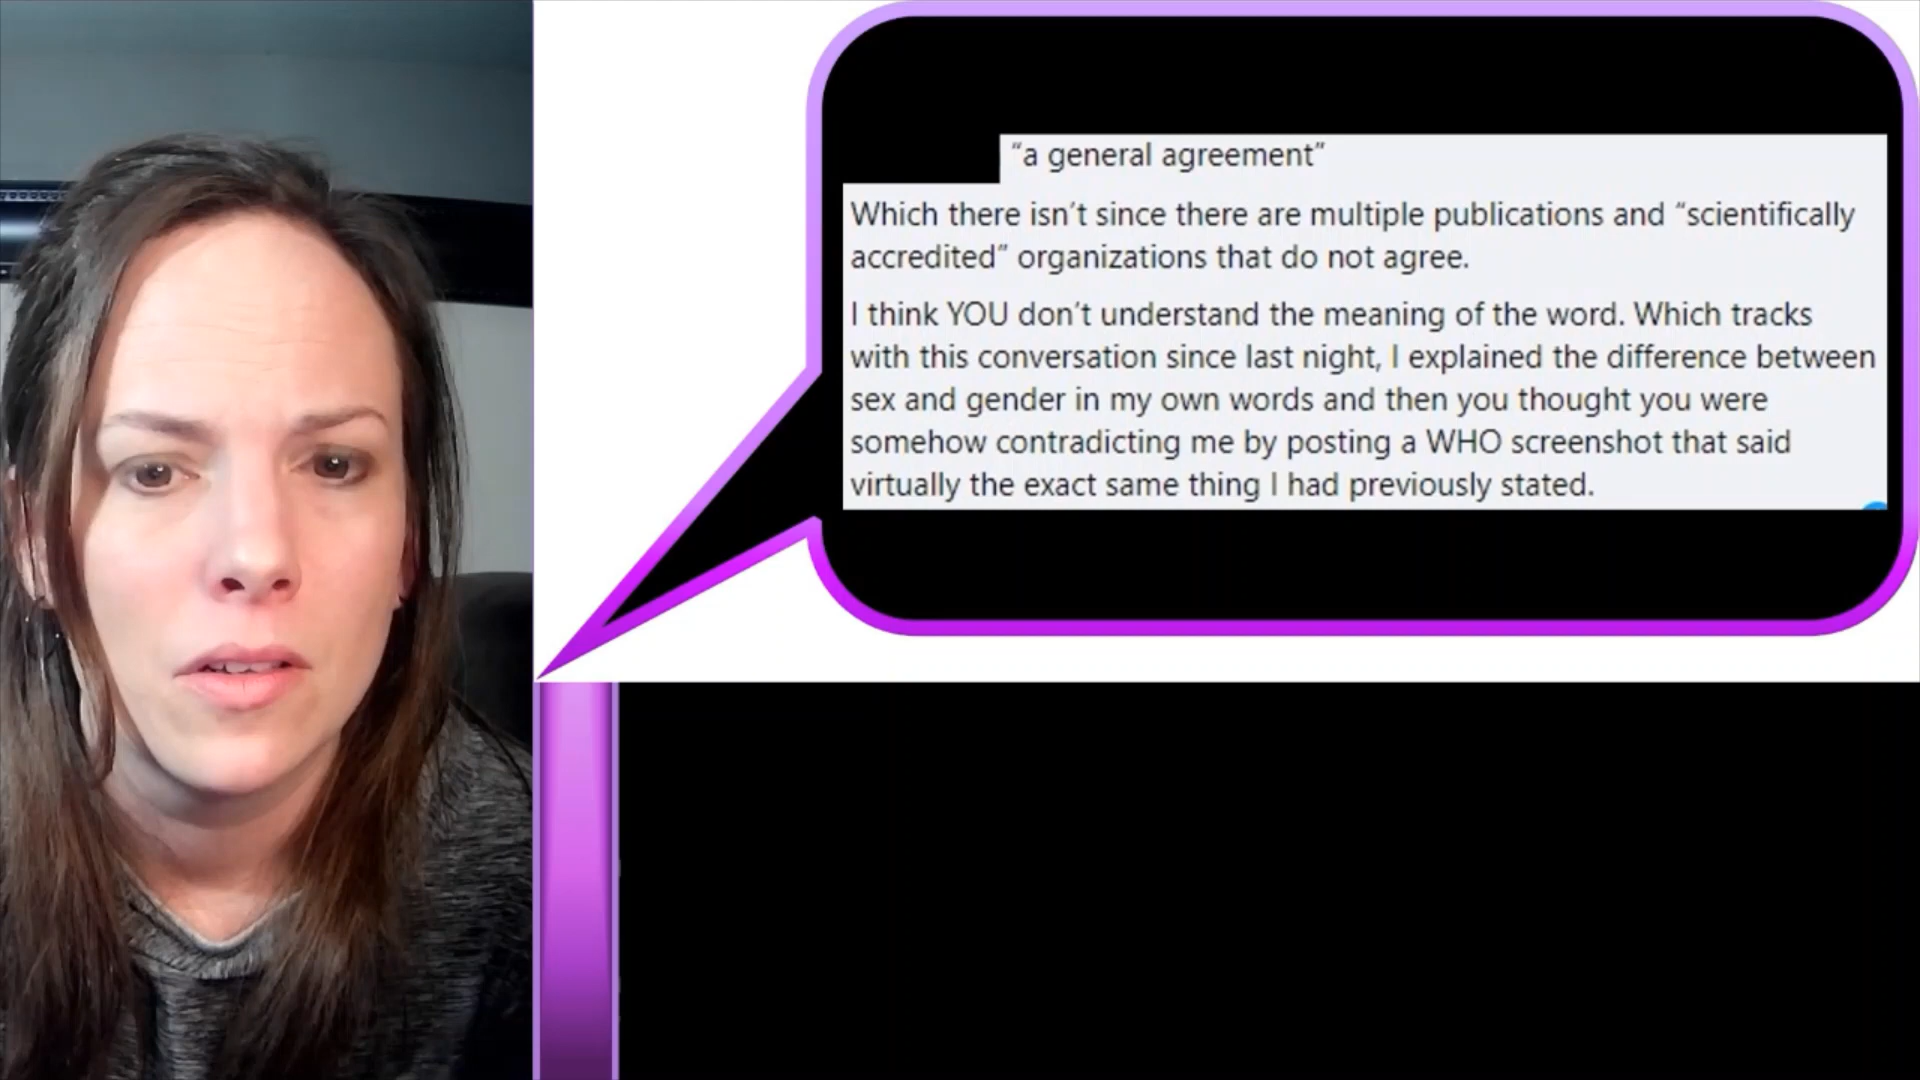 “a general agreement”
Which there isn’t since there are multiple publications and “scientifically
accredited” organizations that do not agree.
I think YOU don’t understand the meaning of the word. Which tracks
with this conversation since last night, I explained the difference between
sex and gender in my own words and then you thought you were
somehow contradicting me by posting a WHO screenshot that said
virtually the exact same thing I had previously stated.